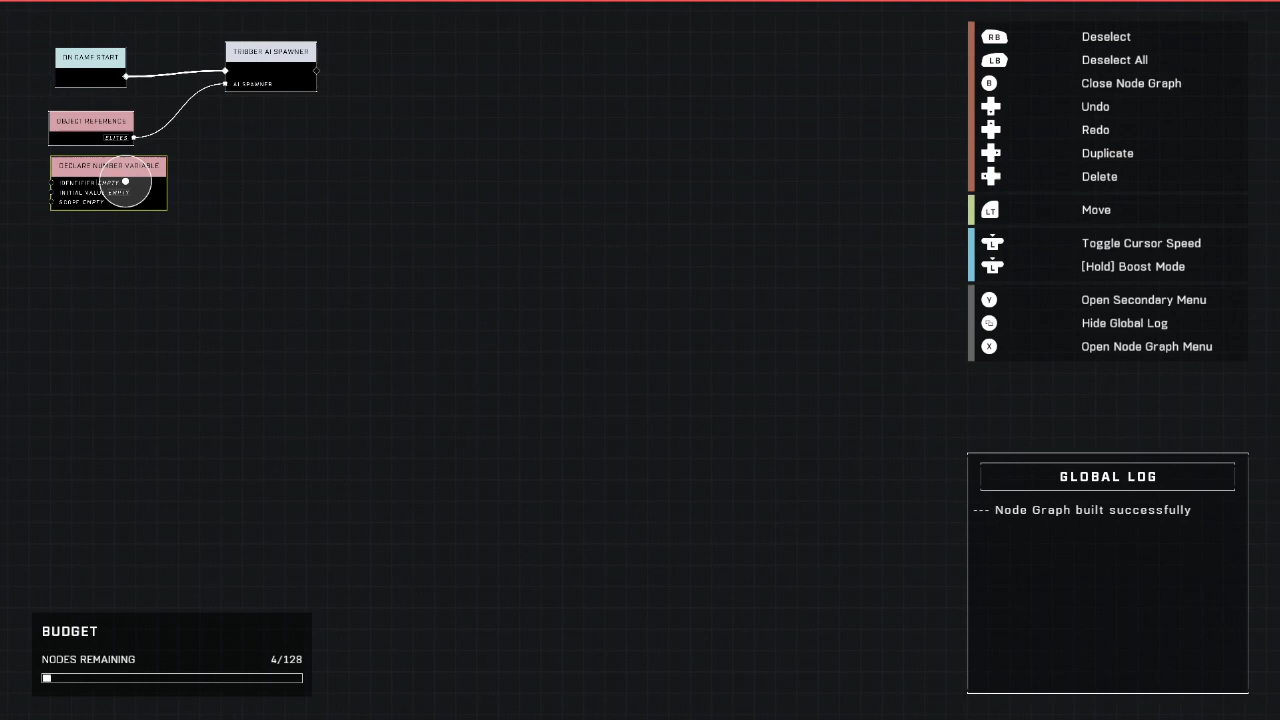 ON GAME START
TRIGGER AI SPAWNER
AI SPAWNER
OBJECT REFERENCE
ELITES
DECLARE NUMBER VARIABLE
IDENTIFIER EMPTY
INITIAL VALUE EMPTY
SCOPE EMPTY
RB Deselect
LB Deselect All
B Close Node Graph
Undo
Redo
Duplicate
Delete
LT Move
L Toggle Cursor Speed
L [Hold] Boost Mode
Y Open Secondary Menu
Hide Global Log
X Open Node Graph Menu
GLOBAL LOG
--- Node Graph built successfully
BUDGET
NODES REMAINING 4/128